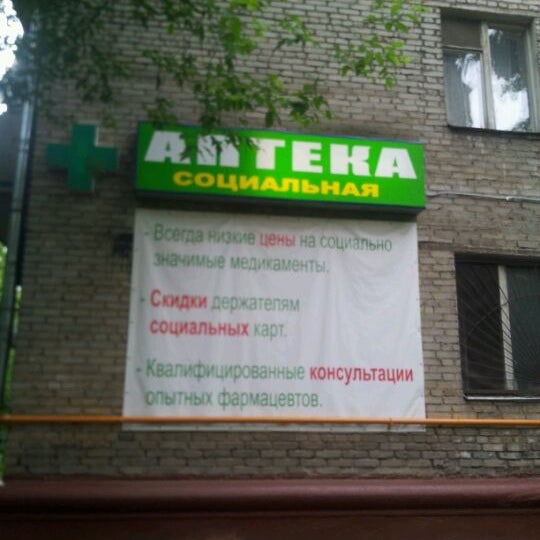 АПТЕКА
СОЦИАЛЬНАЯ
- Всегда низкие цены на социально
значимые медикаменты.
- Скидки держателям
социальных карт.
- Квалифицированные консультации
опытных фармацевтов.